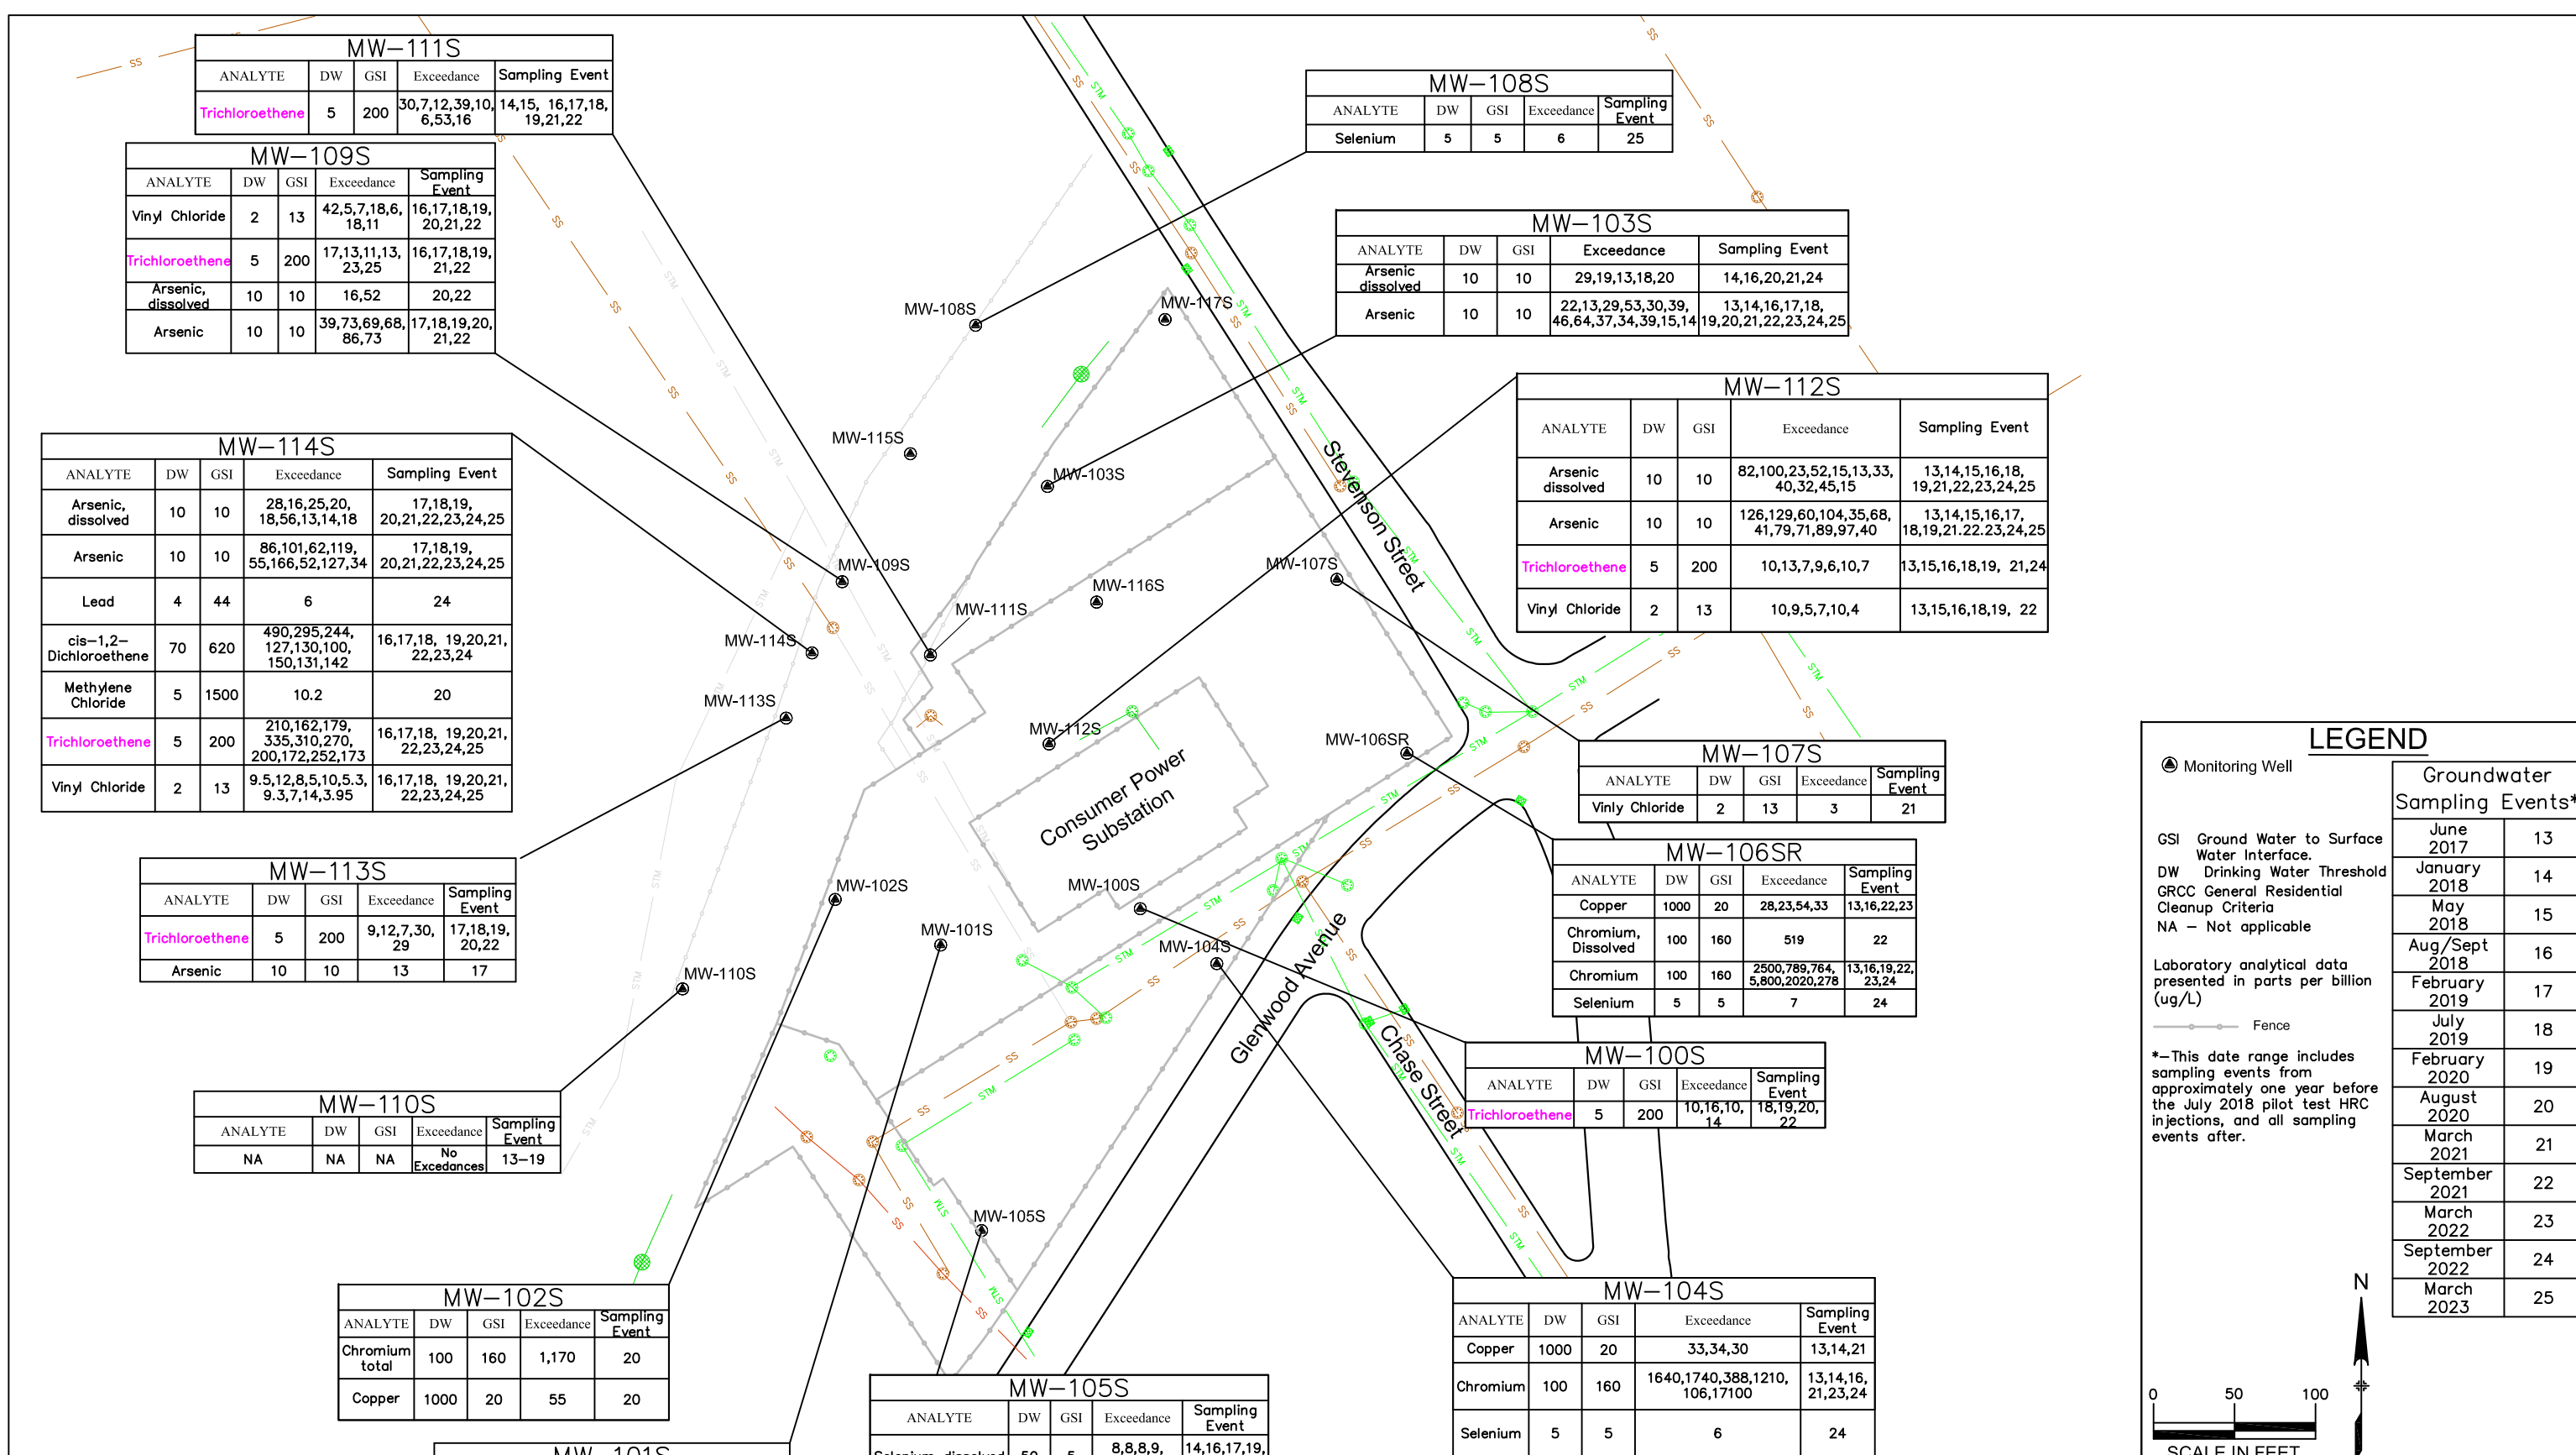 MW-111S
ANALYTE DW GSI Exceedance Sampling Event
Trichloroethene 5 200 30,7,12,39,10, 14,15, 16,17,18,
6,53,16 19,21,22
MW-109S
ANALYTE DW GSI Exceedance Sampling
Event
Vinyl Chloride 2 13 42,5,7,18,6, 16,17,18,19,
18,11 20,21,22
Trichloroethene 5 200 17,13,11,13, 16,17,18,19,
23,25 21,22
Arsenic,
dissolved 10 10 16,52 20,22
Arsenic 10 10 39,73,69,68, 17,18,19,20,
86,73 21,22
MW-114S
ANALYTE DW GSI Exceedance Sampling Event
Arsenic, 28,16,25,20, 17,18,19,
dissolved 10 10 18,56,13,14,18 20,21,22,23,24,25
Arsenic 10 10 86,101,62,119, 17,18,19,
55,166,52,127,34 20,21,22,23,24,25
Lead 4 44 6 24
cis-1,2- 490,295,244, 16,17,18, 19,20,21,
Dichloroethene 70 620 127,130,100, 22,23,24
150,131,142
Methylene
Chloride 5 1500 10.2 20
Trichloroethene 5 200 210,162,179, 16,17,18, 19,20,21,
335,310,270, 22,23,24,25
200,172,252,173
Vinyl Chloride 2 13 9.5,12,8,5,10,5.3, 16,17,18, 19,20,21,
9.3,7,14,3.95 22,23,24,25
MW-113S
ANALYTE DW GSI Exceedance Sampling
Event
Trichloroethene 5 200 9,12,7,30, 17,18,19,
29 20,22
Arsenic 10 10 13 17
MW-110S
ANALYTE DW GSI Exceedance Sampling
Event
NA NA NA No
Excedances 13-19
MW-102S
ANALYTE DW GSI Exceedance Sampling
Event
Chromium
total 100 160 1,170 20
Copper 1000 20 55 20
MW-101S
MW-105S
ANALYTE DW GSI Exceedance Sampling
Event
Selenium, dissolved 50 5 8,8,8,9, 14,16,17,19,
MW-108S
ANALYTE DW GSI Exceedance Sampling
Event
Selenium 5 5 6 25
MW-103S
ANALYTE DW GSI Exceedance Sampling Event
Arsenic
dissolved 10 10 29,19,13,18,20 14,16,20,21,24
Arsenic 10 10 22,13,29,53,30,39, 13,14,16,17,18,
46,64,37,34,39,15,14 19,20,21,22,23,24,25
MW-112S
ANALYTE DW GSI Exceedance Sampling Event
Arsenic 82,100,23,52,15,13,33, 13,14,15,16,18,
dissolved 10 10 40,32,45,15 19,21,22,23,24,25
Arsenic 10 10 126,129,60,104,35,68, 13,14,15,16,17,
41,79,71,89,97,40 18,19,21.22.23,24,25
Trichloroethene 5 200 10,13,7,9,6,10,7 13,15,16,18,19, 21,24
Vinyl Chloride 2 13 10,9,5,7,10,4 13,15,16,18,19, 22
MW-107S
ANALYTE DW GSI Exceedance Sampling
Event
Vinly Chloride 2 13 3 21
MW-106SR
ANALYTE DW GSI Exceedance Sampling
Event
Copper 1000 20 28,23,54,33 13,16,22,23
Chromium,
Dissolved 100 160 519 22
Chromium 100 160 2500,789,764, 13,16,19,22,
5,800,2020,278 23,24
Selenium 5 5 7 24
MW-100S
ANALYTE DW GSI Exceedance Sampling
Event
Trichloroethene 5 200 10,16,10, 18,19,20,
14 22
MW-104S
ANALYTE DW GSI Exceedance Sampling
Event
Copper 1000 20 33,34,30 13,14,21
Chromium 100 160 1640,1740,388,1210, 13,14,16,
106,17100 21,23,24
Selenium 5 5 6 24
MW-108S
MW-117S
MW-115S
MW-103S
MW-109S
MW-107S
MW-116S
MW-111S
MW-114S
MW-113S
MW-112S
MW-106SR
MW-102S
MW-100S
MW-101S
MW-104S
MW-110S
MW-105S
Stevenson Street
Consumer Power
Substation
Glenwood Avenue
Chase Street
SS
STM
LEGEND
Monitoring Well
GSI Ground Water to Surface
Water Interface.
DW Drinking Water Threshold
GRCC General Residential
Cleanup Criteria
NA - Not applicable
Laboratory analytical data
presented in parts per billion
(ug/L)
Fence
*-This date range includes
sampling events from
approximately one year before
the July 2018 pilot test HRC
injections, and all sampling
events after.
Groundwater
Sampling Events*
June
2017 13
January
2018 14
May
2018 15
Aug/Sept
2018 16
February
2019 17
July
2019 18
February
2020 19
August
2020 20
March
2021 21
September
2021 22
March
2022 23
September
2022 24
March
2023 25
N
0 50 100
SCALE IN FEET